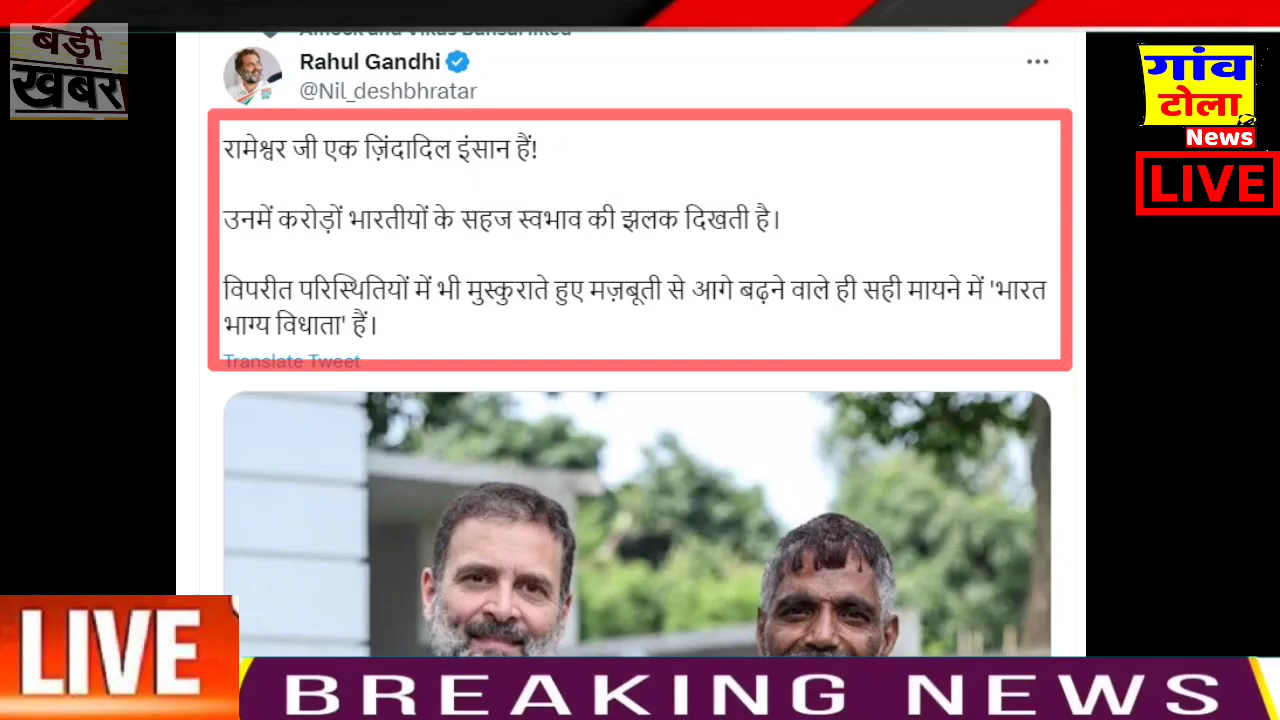 बड़ी
खबर
Rahul Gandhi
@Nil_deshbhratar
रामेश्वर जी एक ज़िंदादिल इंसान हैं!
उनमें करोड़ों भारतीयों के सहज स्वभाव की झलक दिखती है।
विपरीत परिस्थितियों में भी मुस्कुराते हुए मज़बूती से आगे बढ़ने वाले ही सही मायने में 'भारत
भाग्य विधाता' हैं।
Translate Tweet
गांव
टोला
News
LIVE
LIVE
BREAKING NEWS